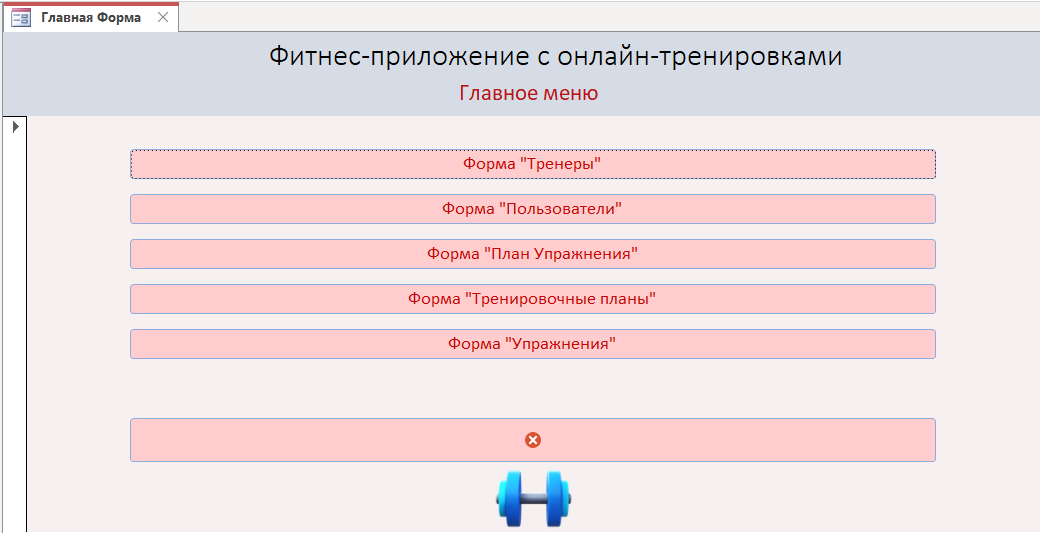 Главная Форма
Фитнес-приложение с онлайн-тренировками
Главное меню
Форма "Тренеры"
Форма "Пользователи"
Форма "План Упражнения"
Форма "Тренировочные планы"
Форма "Упражнения"